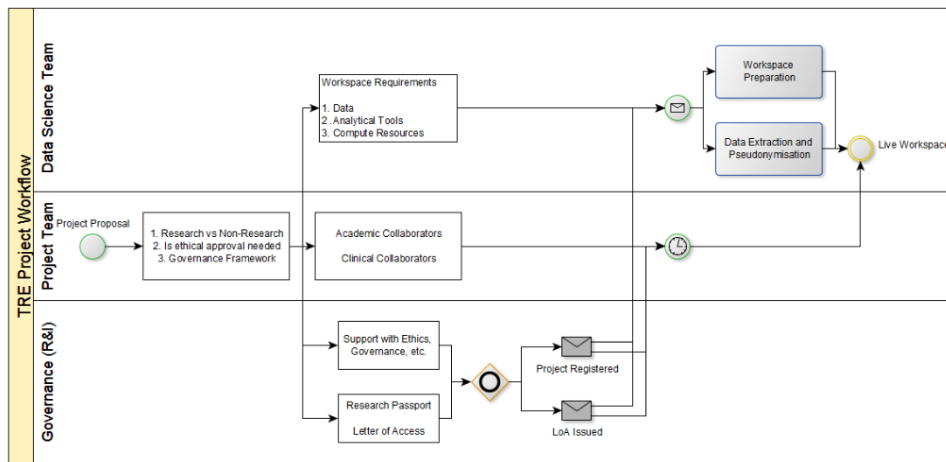 TRE Project Workflow
Data Science Team
Workspace Requirements
1. Data
2. Analytical Tools
3. Compute Resources
Workspace
Preparation
Data Extraction and
Pseudonymisation
Live Workspace
Project Team
Project Proposal
1. Research vs Non-Research
2. Is ethical approval needed
3. Governance Framework
Academic Collaborators
Clinical Collaborators
Governance (R&I)
Support with Ethics,
Governance, etc.
Research Passport
Letter of Access
Project Registered
LoA Issued